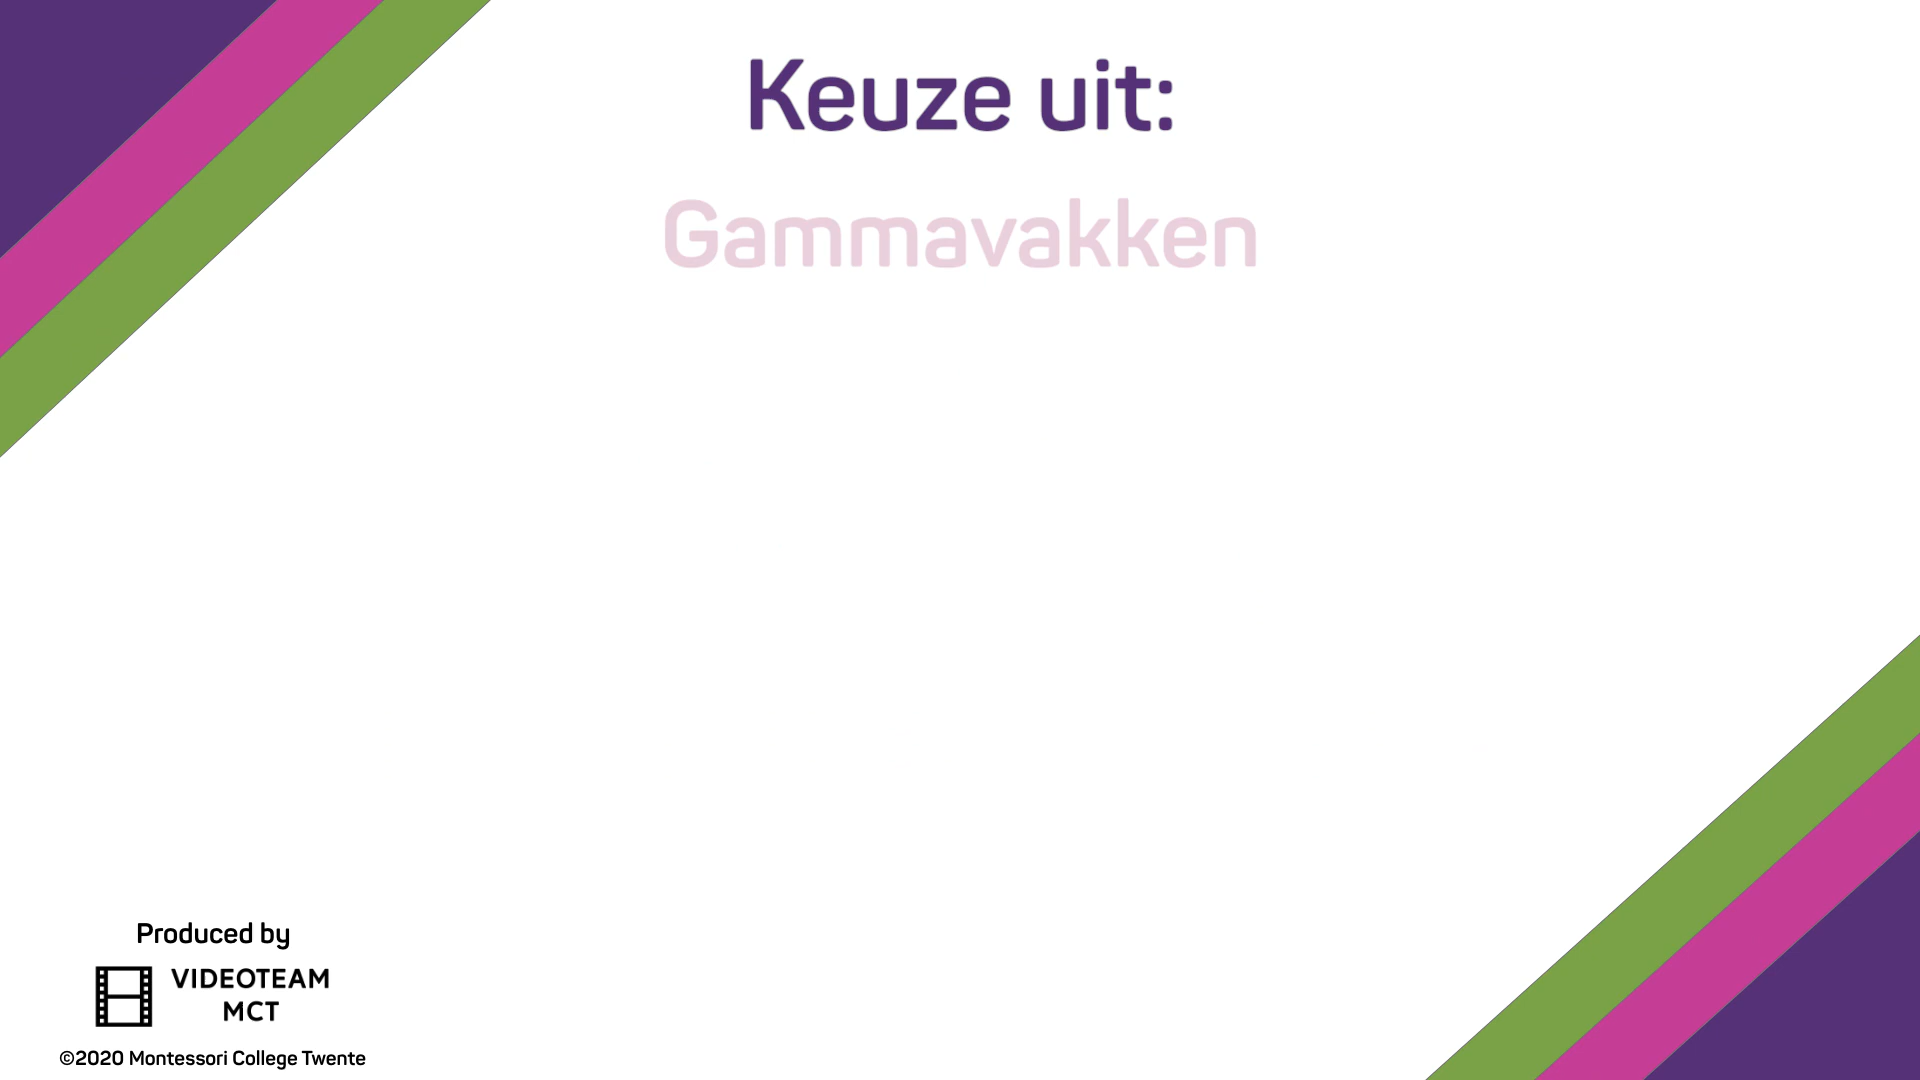 Keuze uit:
Gammavakken
Produced by
VIDEOTEAM
MCT
©2020 Montessori College Twente